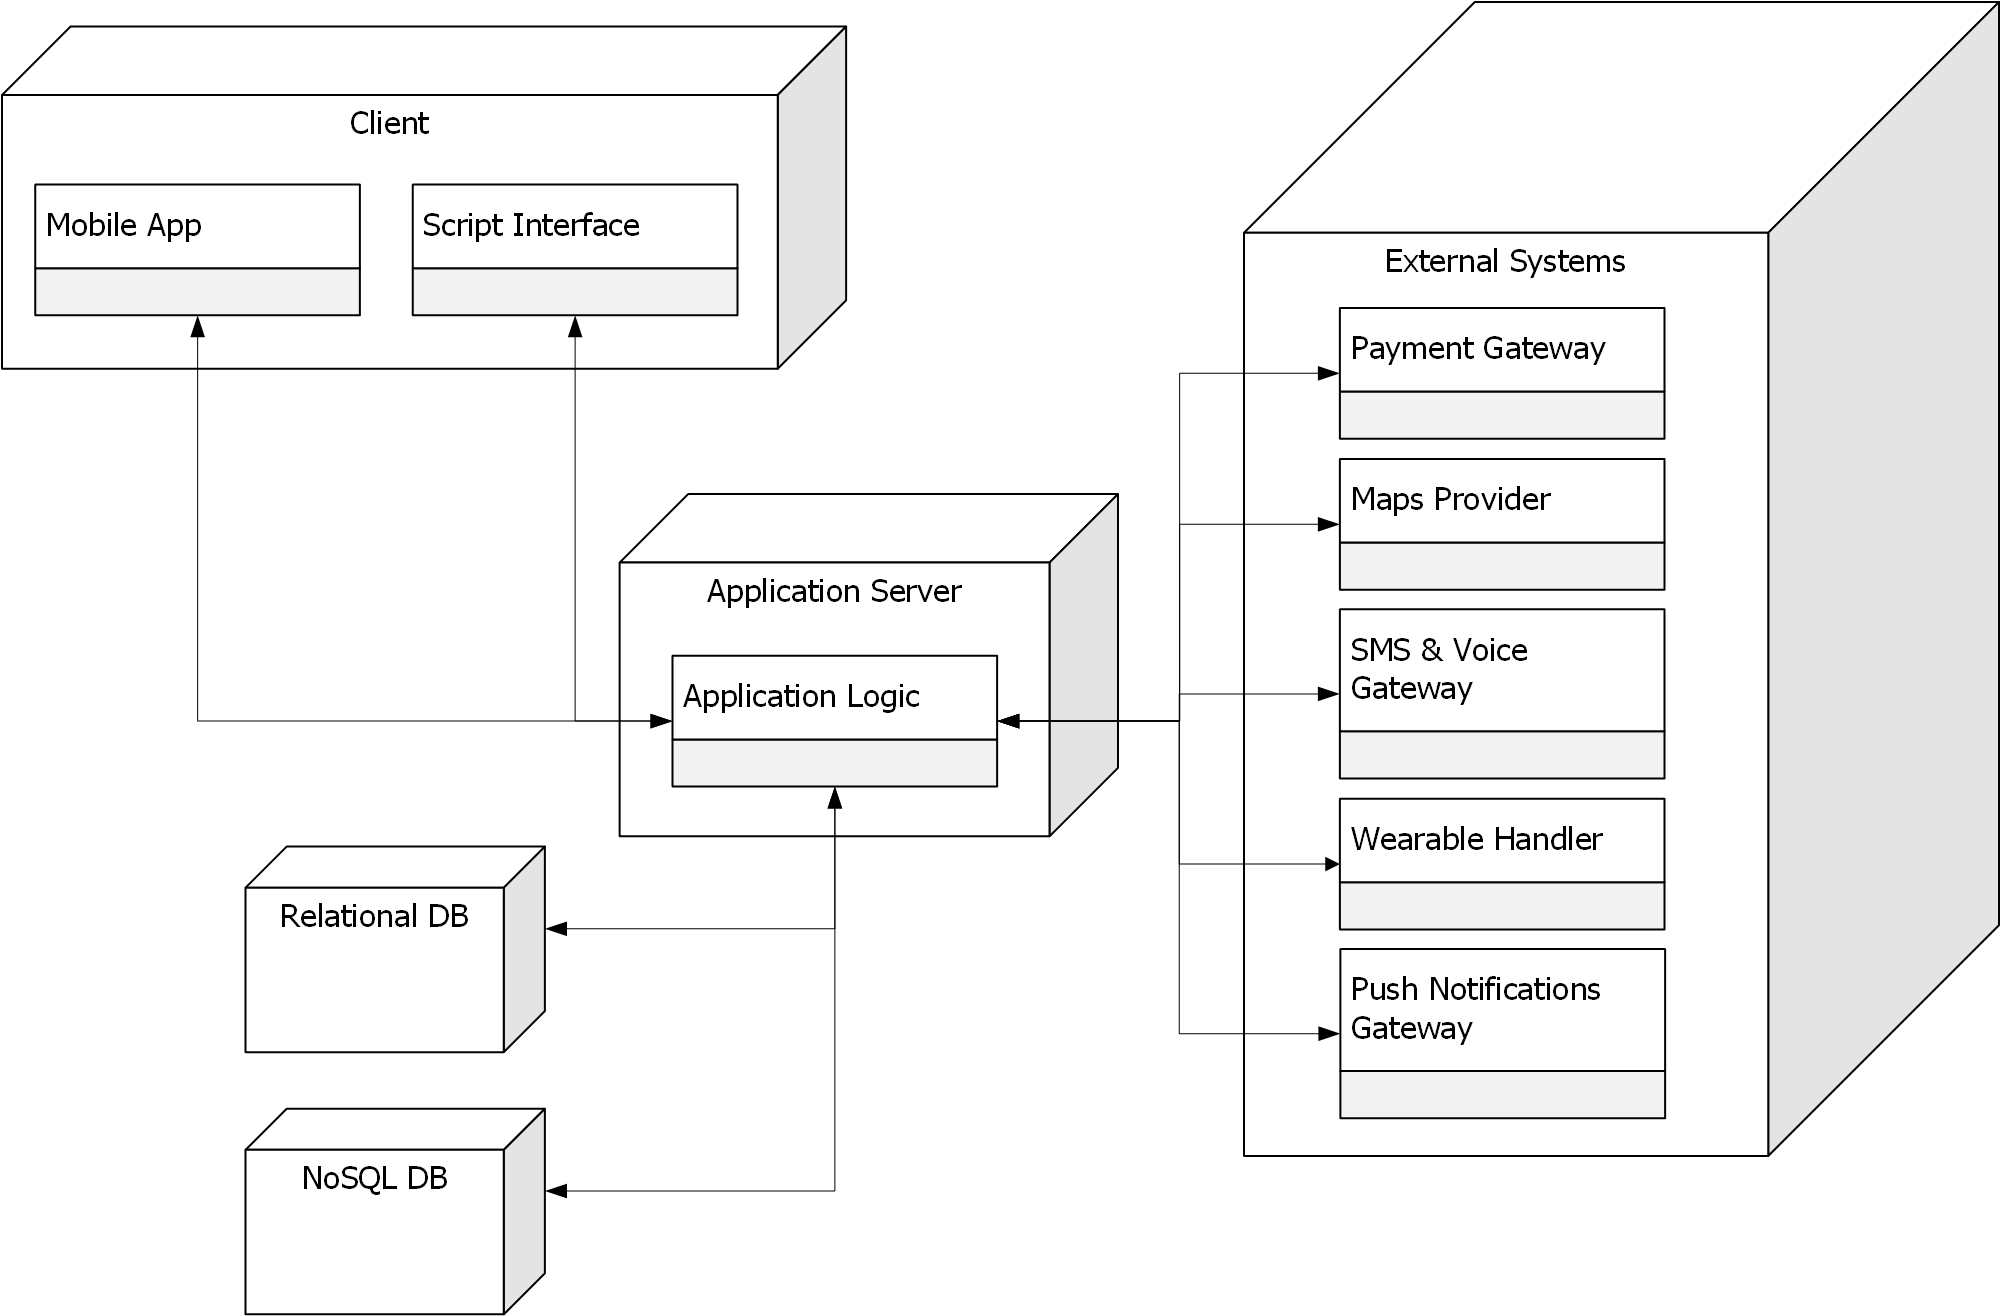 Client
Mobile App
Script Interface
External Systems
Payment Gateway
Maps Provider
SMS & Voice
Gateway
Wearable Handler
Push Notifications
Gateway
Application Server
Application Logic
Relational DB
NoSQL DB